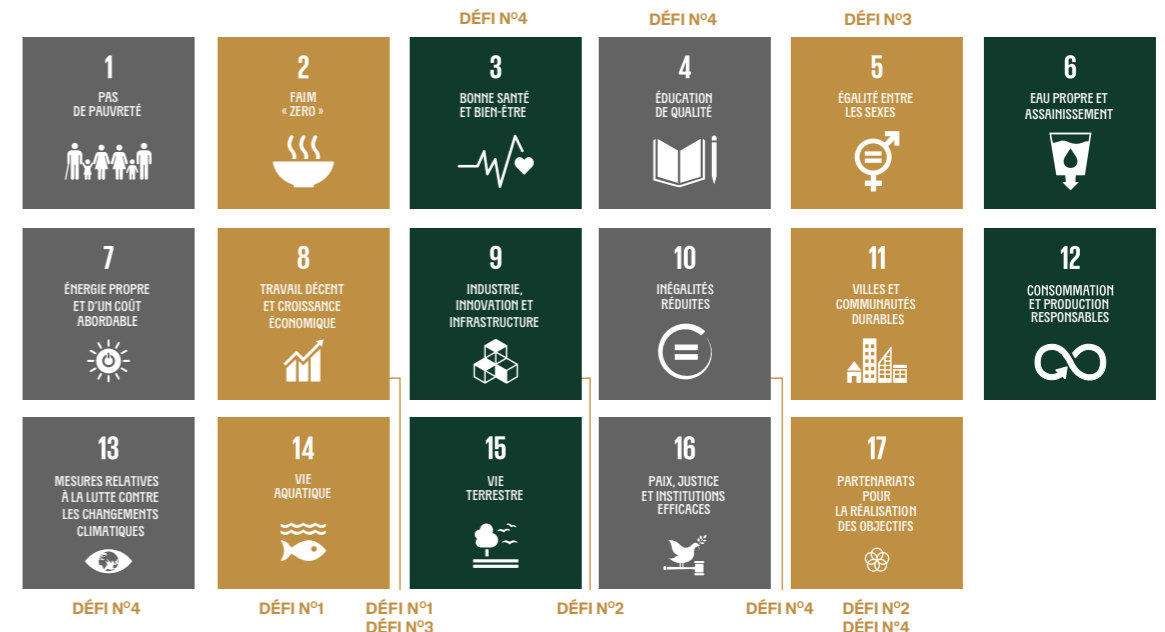 DÉFI Nº4
DÉFI Nº4
DÉFI Nº3
1
PAS
DE PAUVRETÉ
2
FAIM
« ZERO »
3
BONNE SANTÉ
ET BIEN-ÊTRE
4
ÉDUCATION
DE QUALITÉ
5
ÉGALITÉ ENTRE
LES SEXES
6
EAU PROPRE ET
ASSAINISSEMENT
7
ÉNERGIE PROPRE
ET D'UN COÛT
ABORDABLE
8
TRAVAIL DÉCENT
ET CROISSANCE
ÉCONOMIQUE
9
INDUSTRIE,
INNOVATION ET
INFRASTRUCTURE
10
INÉGALITÉS
RÉDUITES
11
VILLES ET
COMMUNAUTÉS
DURABLES
12
CONSOMMATION
ET PRODUCTION
RESPONSABLES
13
MESURES RELATIVES
À LA LUTTE CONTRE
LES CHANGEMENTS
CLIMATIQUES
14
VIE
AQUATIQUE
15
VIE
TERRESTRE
16
PAIX, JUSTICE
ET INSTITUTIONS
EFFICACES
17
PARTENARIATS
POUR
LA RÉALISATION
DES OBJECTIFS
DÉFI Nº4
DÉFI Nº1
DÉFI Nº1
DÉFI Nº3
DÉFI Nº2
DÉFI Nº4
DÉFI Nº2
DÉFI N°4